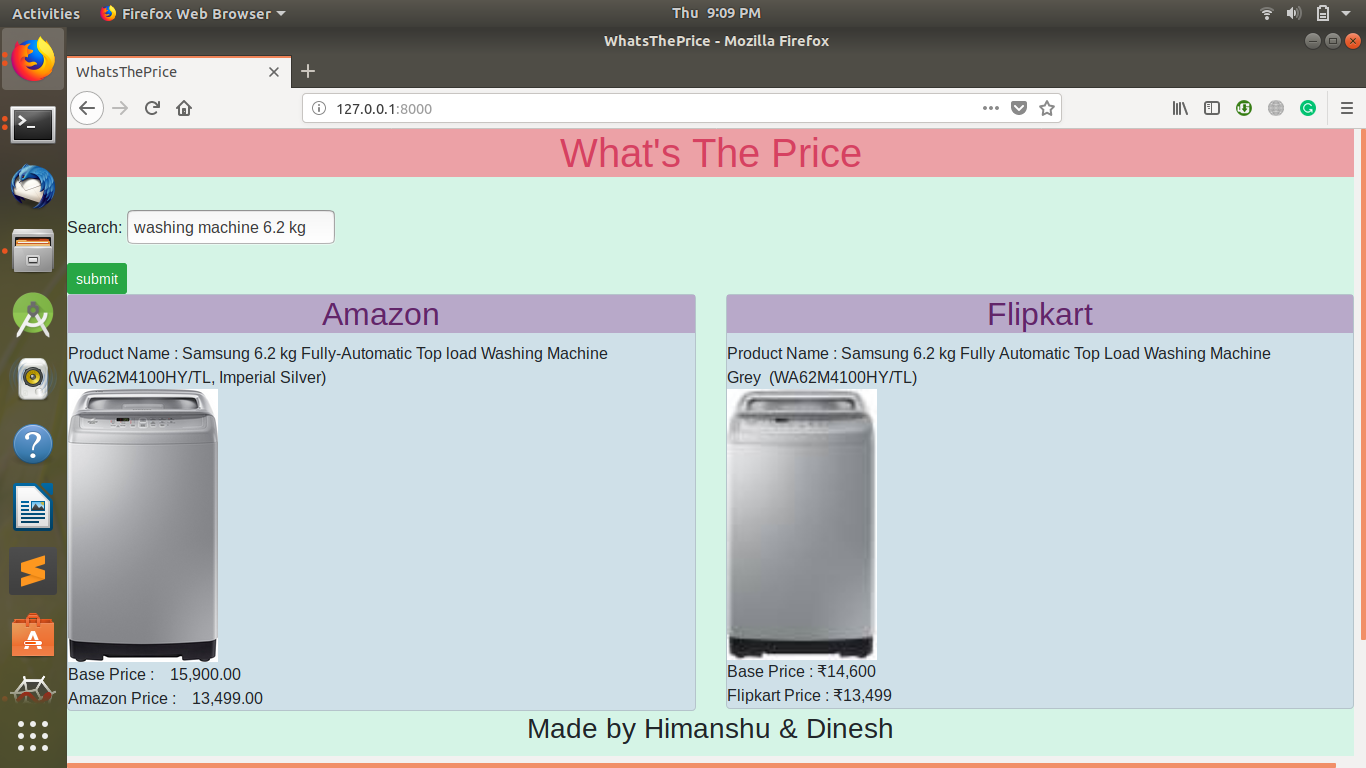 Activities
Firefox Web Browser
Thu 9:09 PM
WhatsThePrice - Mozilla Firefox
WhatsThePrice
127.0.0.1:8000
What's The Price
Search: washing machine 6.2 kg
submit
Amazon
Product Name : Samsung 6.2 kg Fully-Automatic Top load Washing Machine
(WA62M4100HY/TL, Imperial Silver)
Base Price : 15,900.00
Amazon Price : 13,499.00
Flipkart
Product Name : Samsung 6.2 kg Fully Automatic Top Load Washing Machine
Grey (WA62M4100HY/TL)
Base Price : ₹14,600
Flipkart Price : ₹13,499
Made by Himanshu & Dinesh